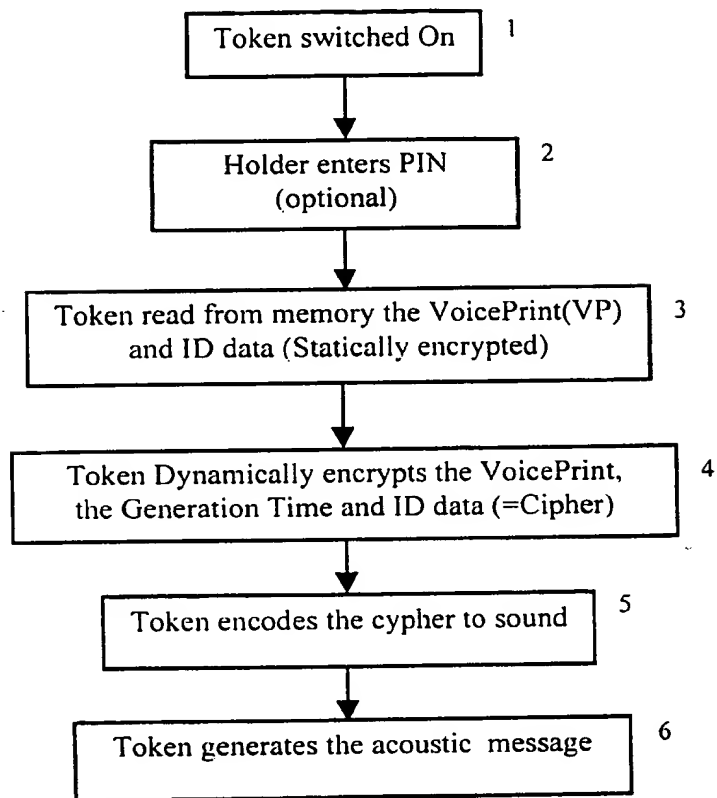 Token switched On
1
Holder enters PIN
(optional)
2
Token read from memory the VoicePrint(VP)
and ID data (Statically encrypted)
3
Token Dynamically encrypts the VoicePrint,
the Generation Time and ID data (=Cipher)
4
Token encodes the cypher to sound
5
Token generates the acoustic message
6